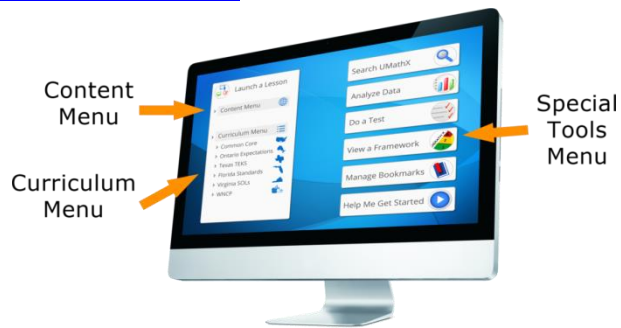 Content
Menu
Curriculum
Menu
Launch a Lesson
Content Menu
Curriculum Menu
Common Core
Ontario Expectations
Texas TEKS
Florida Standards
Virginia SOLs
WNCP
Search UMathX
Analyze Data
Do a Test
View a Framework
Manage Bookmarks
Help Me Get Started
Special
Tools
Menu